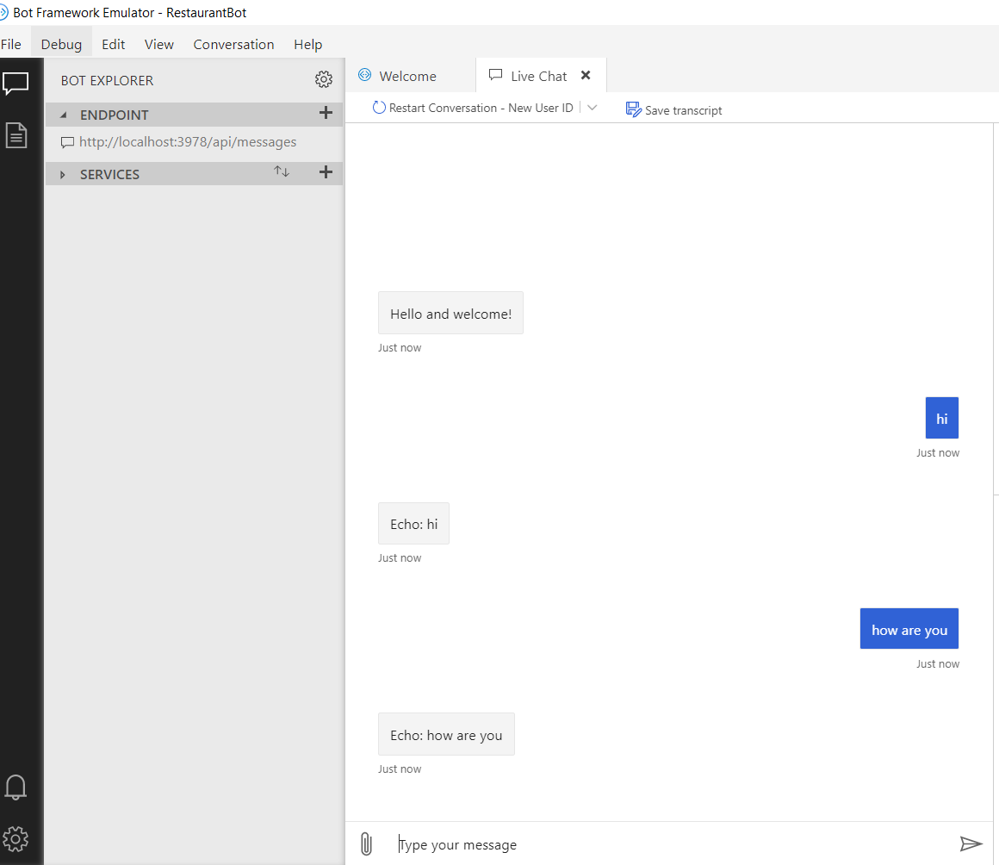 Bot Framework Emulator - RestaurantBot
File Debug Edit View Conversation Help
BOT EXPLORER
ENDPOINT
http://localhost:3978/api/messages
SERVICES
Welcome Live Chat
Restart Conversation - New User ID Save transcript
Hello and welcome!
Just now
hi
Just now
Echo: hi
Just now
how are you
Just now
Echo: how are you
Just now
Type your message